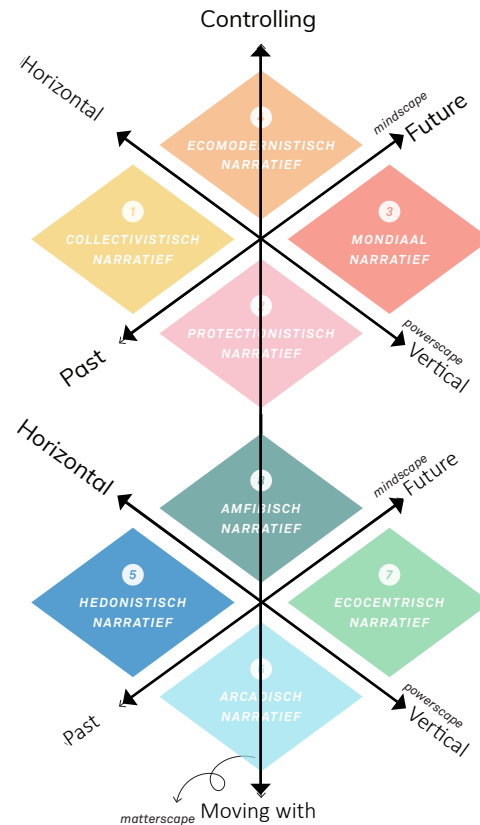 Controlling
Horizontal
mindscape
Future
4
ECOMODERNISTISCH
NARRATIEF
1
COLLECTIVISTISCH
NARRATIEF
3
MONDIAAL
NARRATIEF
2
PROTECTIONISTISCH
NARRATIEF
Past
powerscape
Vertical
Horizontal
mindscape
Future
8
AMFIBISCH
NARRATIEF
5
HEDONISTISCH
NARRATIEF
7
ECOCENTRISCH
NARRATIEF
6
ARCADISCH
NARRATIEF
Past
powerscape
Vertical
matterscape
Moving with